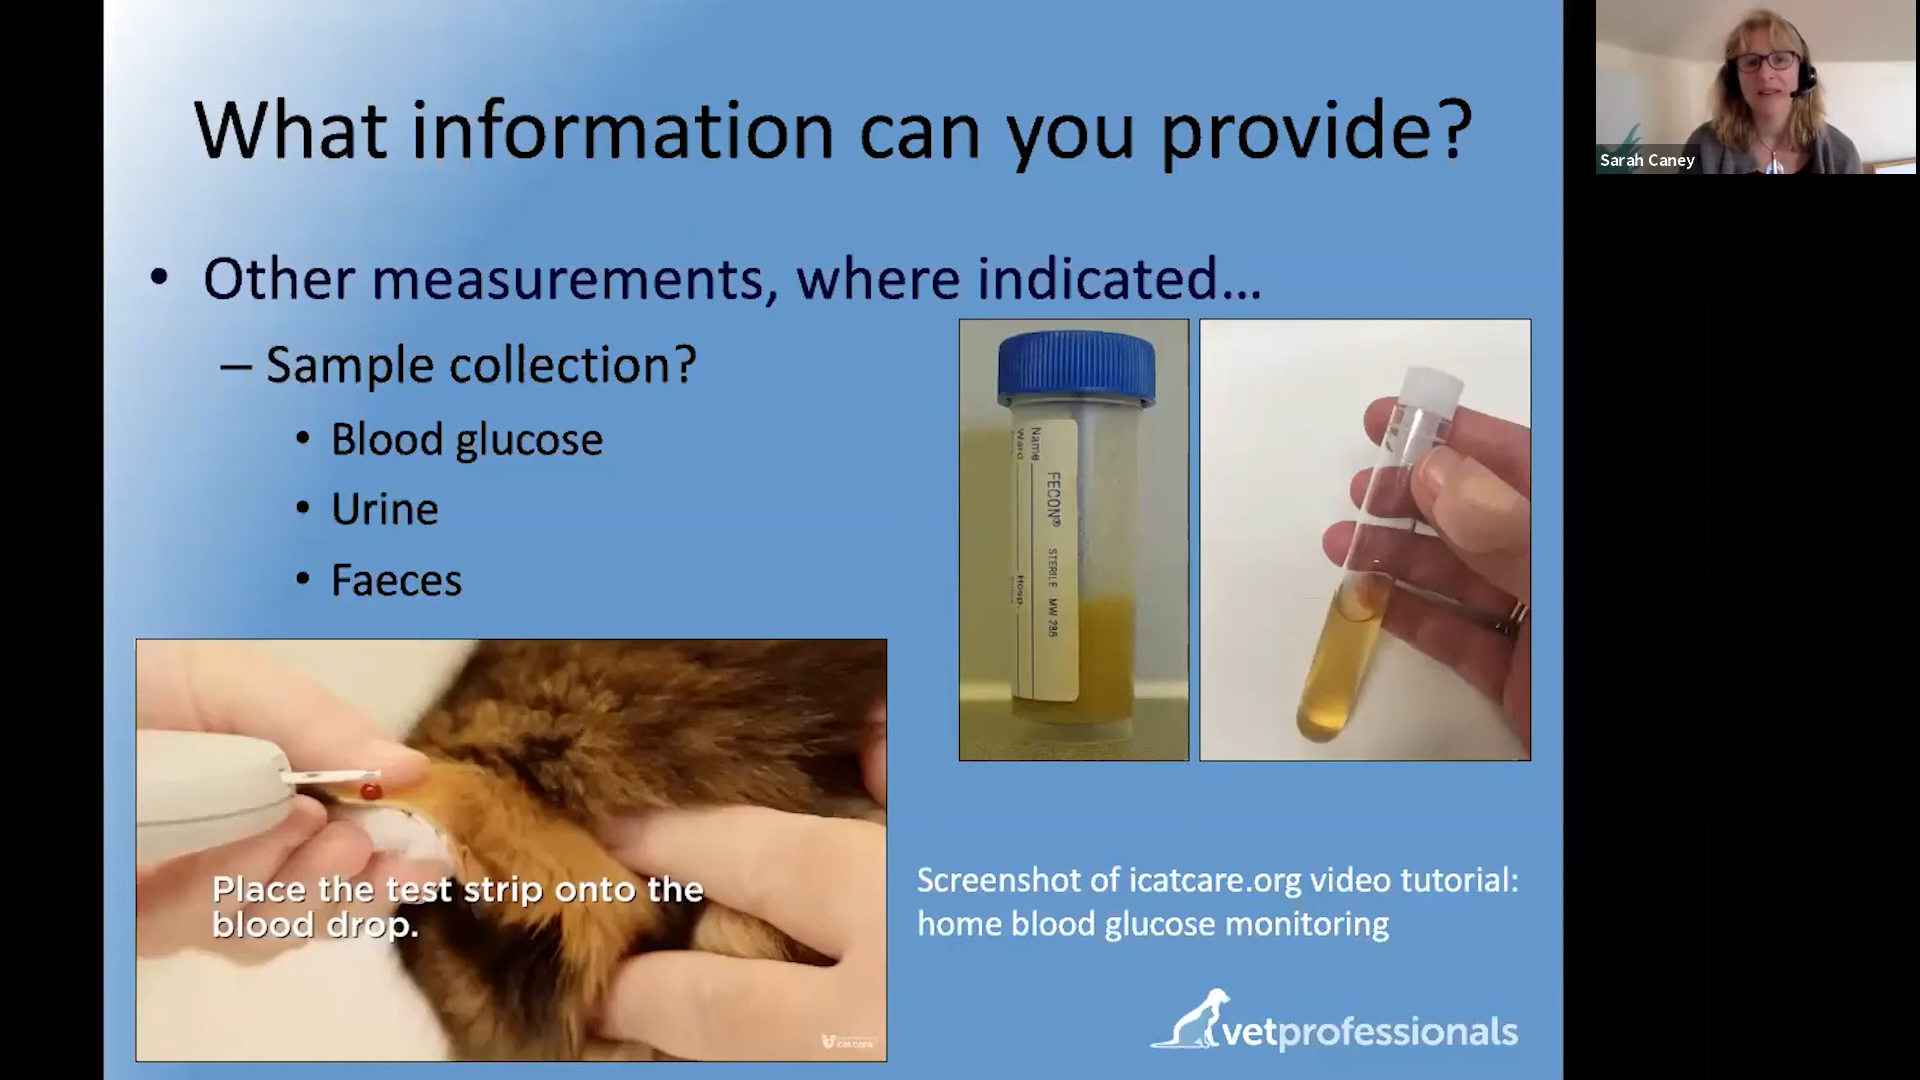 What information can you provide?
Sarah Caney
• Other measurements, where indicated...
– Sample collection?
• Blood glucose
• Urine
• Faeces
Name
Ward
FECON®
STERILE MW 286
Hosp.
Place the test strip onto the
blood drop.
Screenshot of icatcare.org video tutorial:
home blood glucose monitoring
vetprofessionals